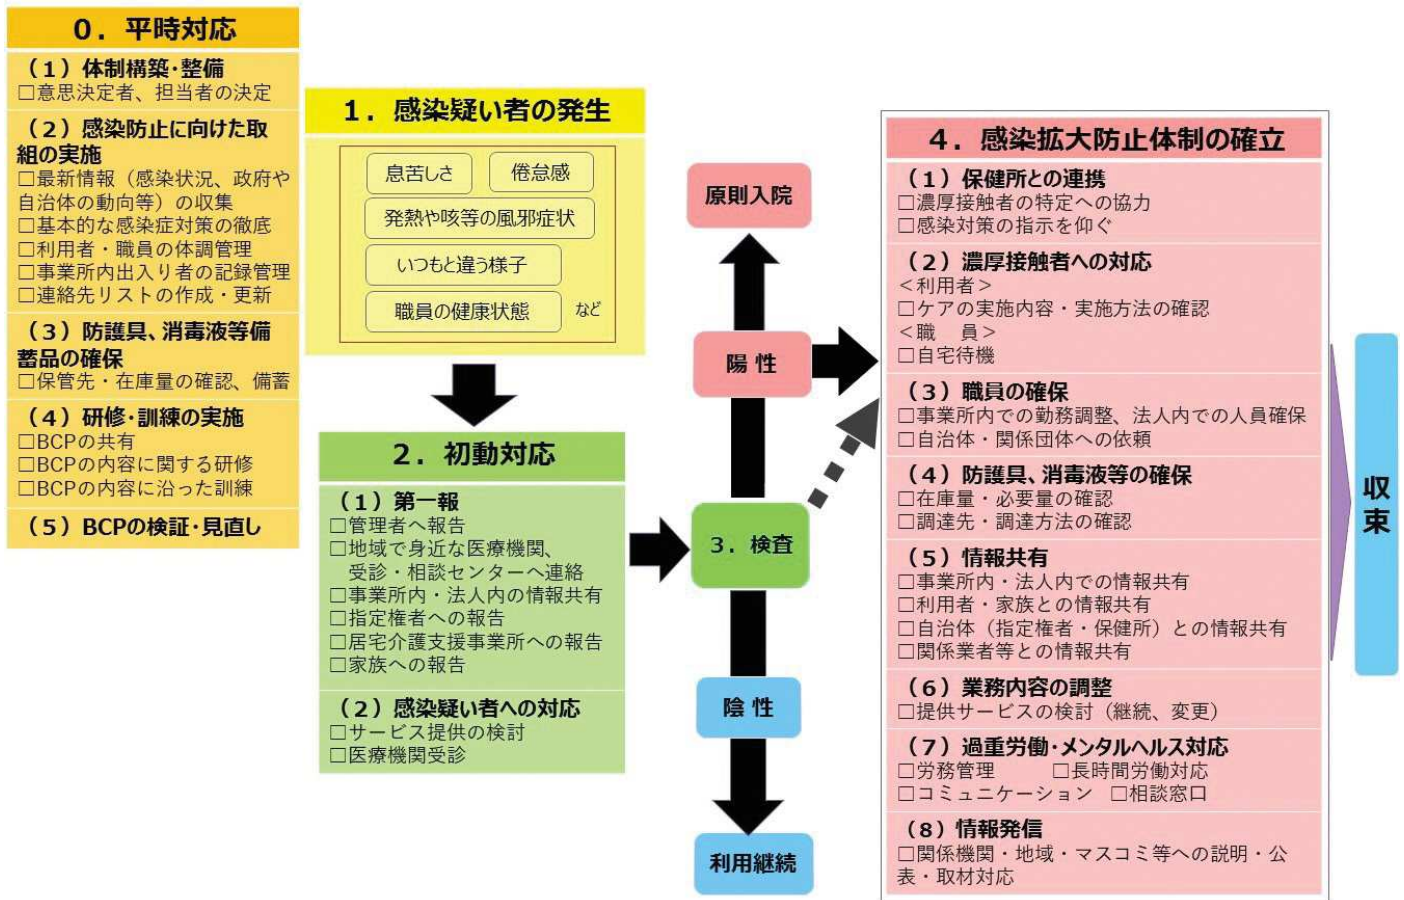 0．平時対応
（1）体制構築・整備
□意思決定者、担当者の決定
（2）感染防止に向けた取
組の実施
□最新情報（感染状況、政府や
自治体の動向等）の収集
□基本的な感染症対策の徹底
□利用者・職員の体調管理
□事業所内出入り者の記録管理
□連絡先リストの作成・更新
（3）防護具、消毒液等備
蓄品の確保
□保管先・在庫量の確認、備蓄
（4）研修・訓練の実施
□BCPの共有
□BCPの内容に関する研修
□BCPの内容に沿った訓練
（5）BCPの検証・見直し
1．感染疑い者の発生
息苦しさ
倦怠感
発熱や咳等の風邪症状
いつもと違う様子
職員の健康状態
など
2．初動対応
（1）第一報
□管理者へ報告
□地域で身近な医療機関、
受診・相談センターへ連絡
□事業所内・法人内の情報共有
□指定権者への報告
□居宅介護支援事業所への報告
□家族への報告
（2）感染疑い者への対応
□サービス提供の検討
□医療機関受診
原則入院
陽性
3．検査
陰性
利用継続
4．感染拡大防止体制の確立
（1）保健所との連携
□濃厚接触者の特定への協力
□感染対策の指示を仰ぐ
（2）濃厚接触者への対応
＜利用者＞
□ケアの実施内容・実施方法の確認
＜職　員＞
□自宅待機
（3）職員の確保
□事業所内での勤務調整、法人内での人員確保
□自治体・関係団体への依頼
（4）防護具、消毒液等の確保
□在庫量・必要量の確認
□調達先・調達方法の確認
（5）情報共有
□事業所内・法人内での情報共有
□利用者・家族との情報共有
□自治体（指定権者・保健所）との情報共有
□関係業者等との情報共有
（6）業務内容の調整
□提供サービスの検討（継続、変更）
（7）過重労働・メンタルヘルス対応
□労務管理　□長時間労働対応
□コミュニケーション　□相談窓口
（8）情報発信
□関係機関・地域・マスコミ等への説明・公
表・取材対応
収束